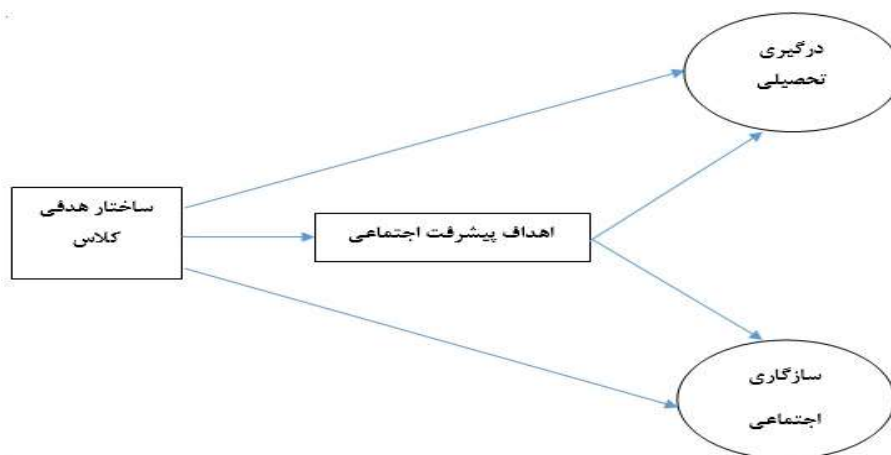 درگیری
تحصیلی
ساختار هدفی
کلاس
اهداف پیشرفت اجتماعی
سازگاری
اجتماعی